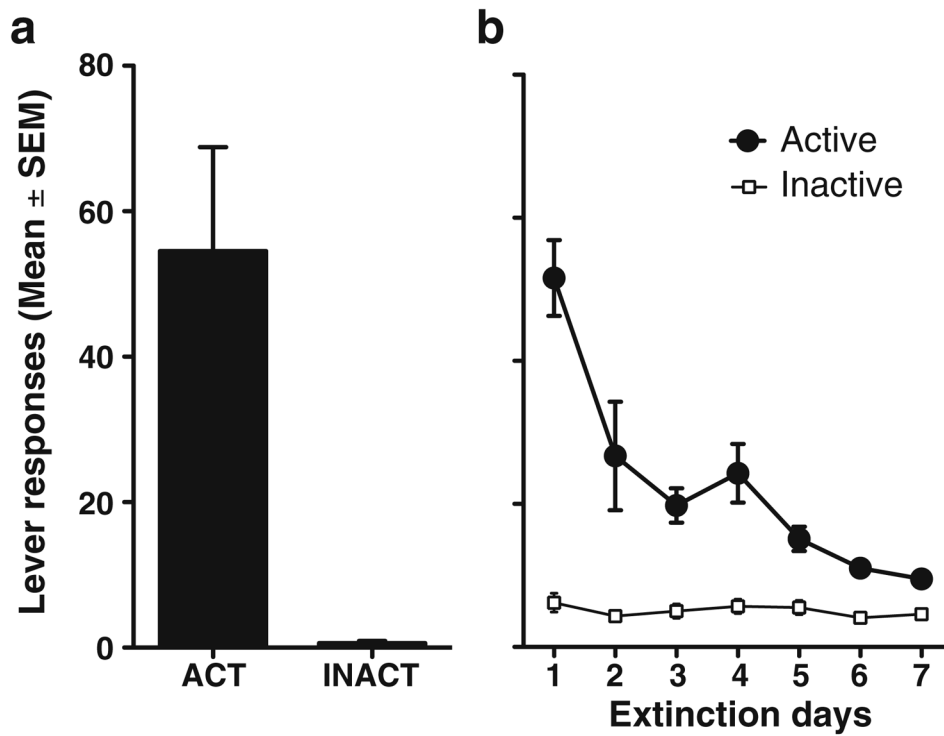 a
b
Lever responses (Mean ± SEM)
80
60
40
20
0
ACT INACT
Active
Inactive
1 2 3 4 5 6 7
Extinction days